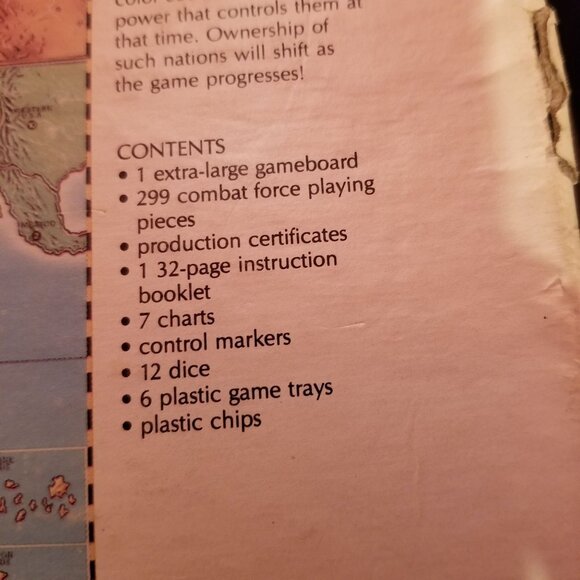 power that controls them at
that time. Ownership of
such nations will shift as
the game progresses!
CONTENTS
• 1 extra-large gameboard
• 299 combat force playing
pieces
• production certificates
• 1 32-page instruction
booklet
• 7 charts
• control markers
• 12 dice
• 6 plastic game trays
• plastic chips